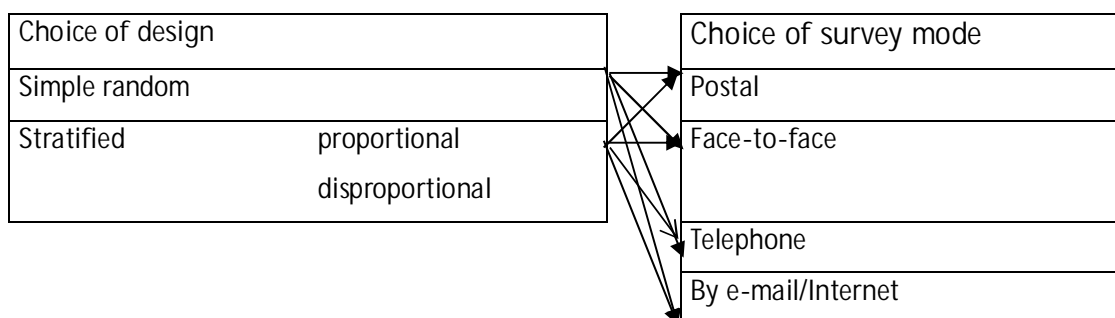 Choice of design
Simple random
Stratified proportional
disproportional
Choice of survey mode
Postal
Face-to-face
Telephone
By e-mail/Internet